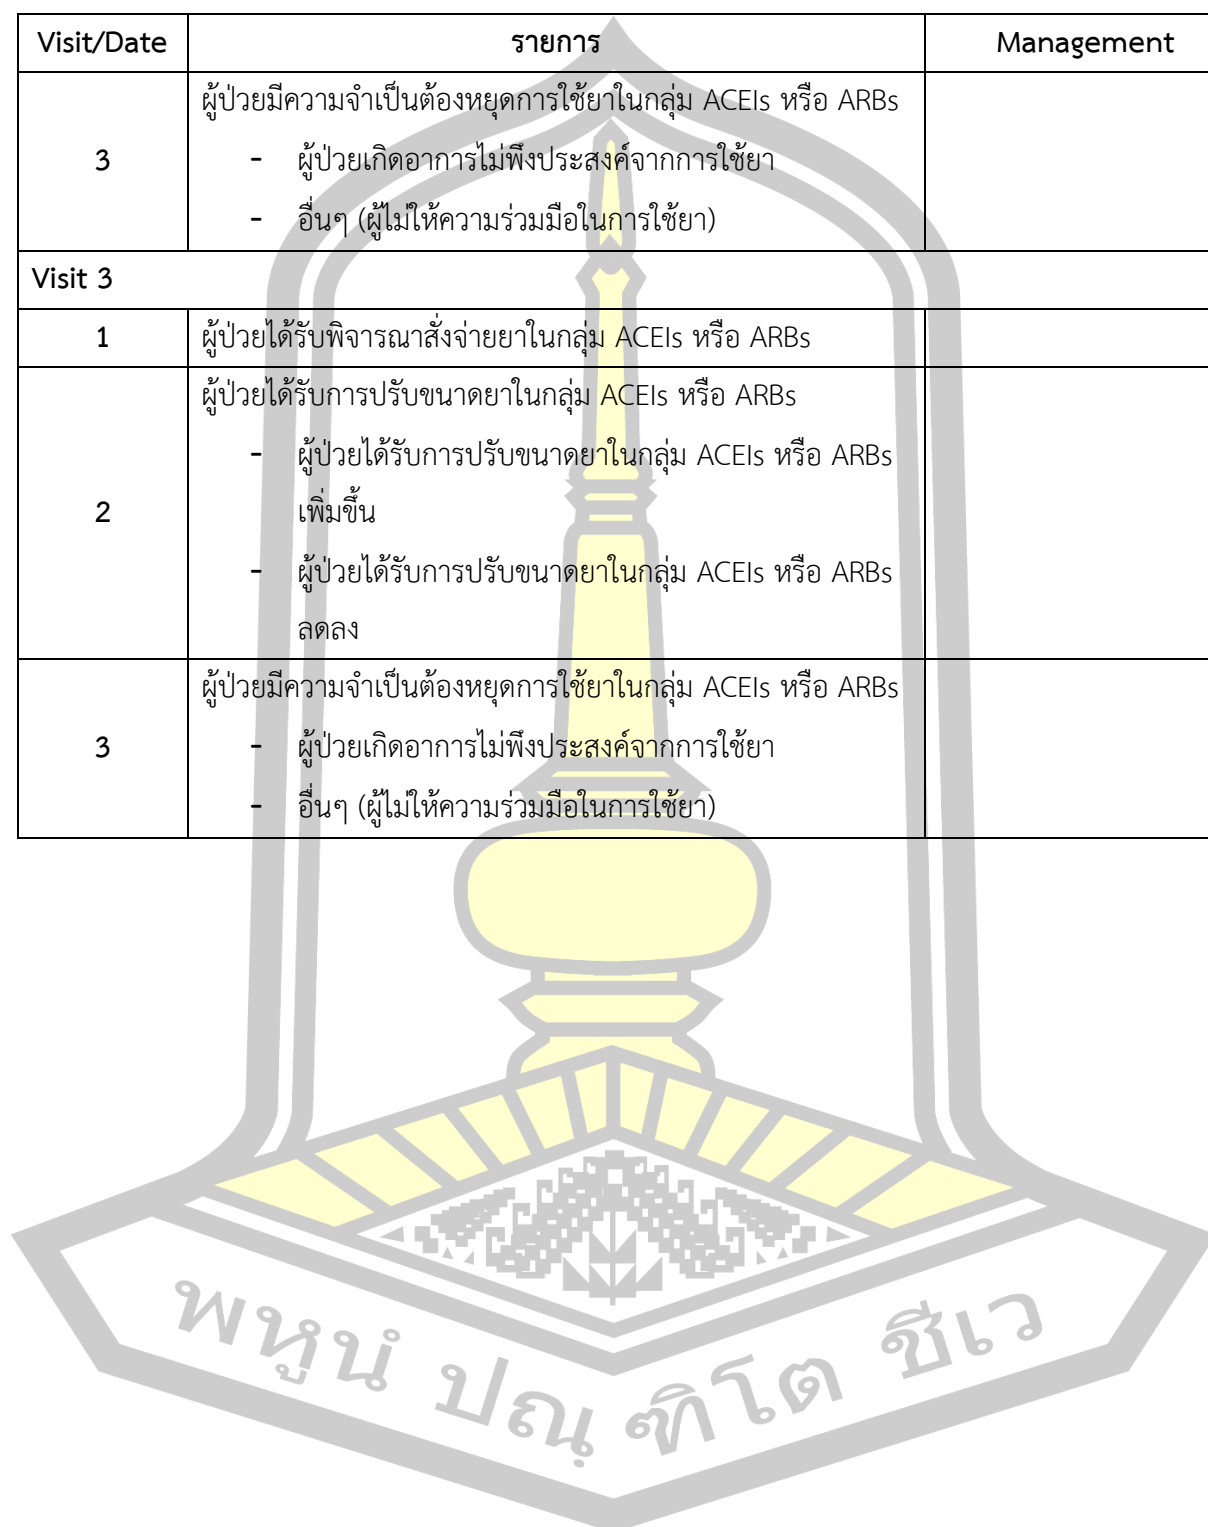 Visit/Date รายการ Management
ผู้ป่วยมีความจำเป็นต้องหยุดการใช้ยาในกลุ่ม ACEIs หรือ ARBs
3 - ผู้ป่วยเกิดอาการไม่พึงประสงค์จากการใช้ยา
- อื่นๆ (ผู้ไม่ให้ความร่วมมือในการใช้ยา)
Visit 3
1 ผู้ป่วยได้รับพิจารณาสั่งจ่ายยาในกลุ่ม ACEIs หรือ ARBs
ผู้ป่วยได้รับการปรับขนาดยาในกลุ่ม ACEIs หรือ ARBs
- ผู้ป่วยได้รับการปรับขนาดยาในกลุ่ม ACEIs หรือ ARBs
2 เพิ่มขึ้น
- ผู้ป่วยได้รับการปรับขนาดยาในกลุ่ม ACEIs หรือ ARBs
ลดลง
ผู้ป่วยมีความจำเป็นต้องหยุดการใช้ยาในกลุ่ม ACEIs หรือ ARBs
3 - ผู้ป่วยเกิดอาการไม่พึงประสงค์จากการใช้ยา
- อื่นๆ (ผู้ไม่ให้ความร่วมมือในการใช้ยา)
พหูนํ ปณฺ ฑิโต ชีเว